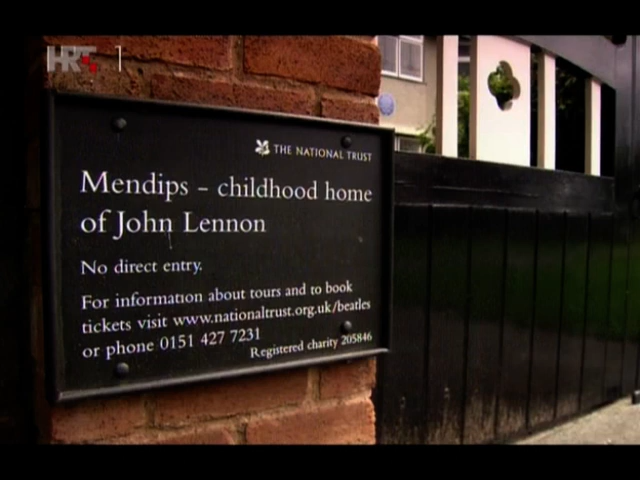 HRT 1
THE NATIONAL TRUST
Mendips – childhood home
of John Lennon
No direct entry.
For information about tours and to book
tickets visit www.nationaltrust.org.uk/beatles
or phone 0151 427 7231
Registered charity 205846